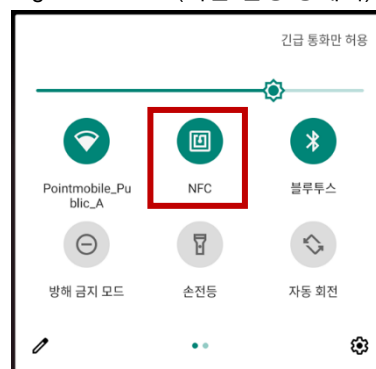 긴급 통화만 허용
Pointmobile_Pu
blic_A
NFC
블루투스
방해 금지 모드
손전등
자동 회전